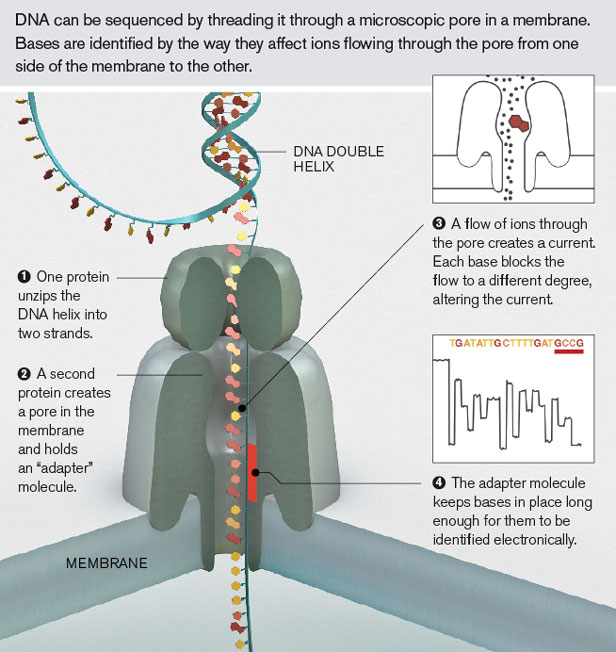 DNA can be sequenced by threading it through a microscopic pore in a membrane.
Bases are identified by the way they affect ions flowing through the pore from one
side of the membrane to the other.
DNA DOUBLE
HELIX
❶ One protein
unzips the
DNA helix into
two strands.
❷ A second
protein creates
a pore in the
membrane
and holds
an “adapter”
molecule.
MEMBRANE
❸ A flow of ions through
the pore creates a current.
Each base blocks the
flow to a different degree,
altering the current.
TGATATTGCTTTTGATGCCG
❹ The adapter molecule
keeps bases in place long
enough for them to be
identified electronically.